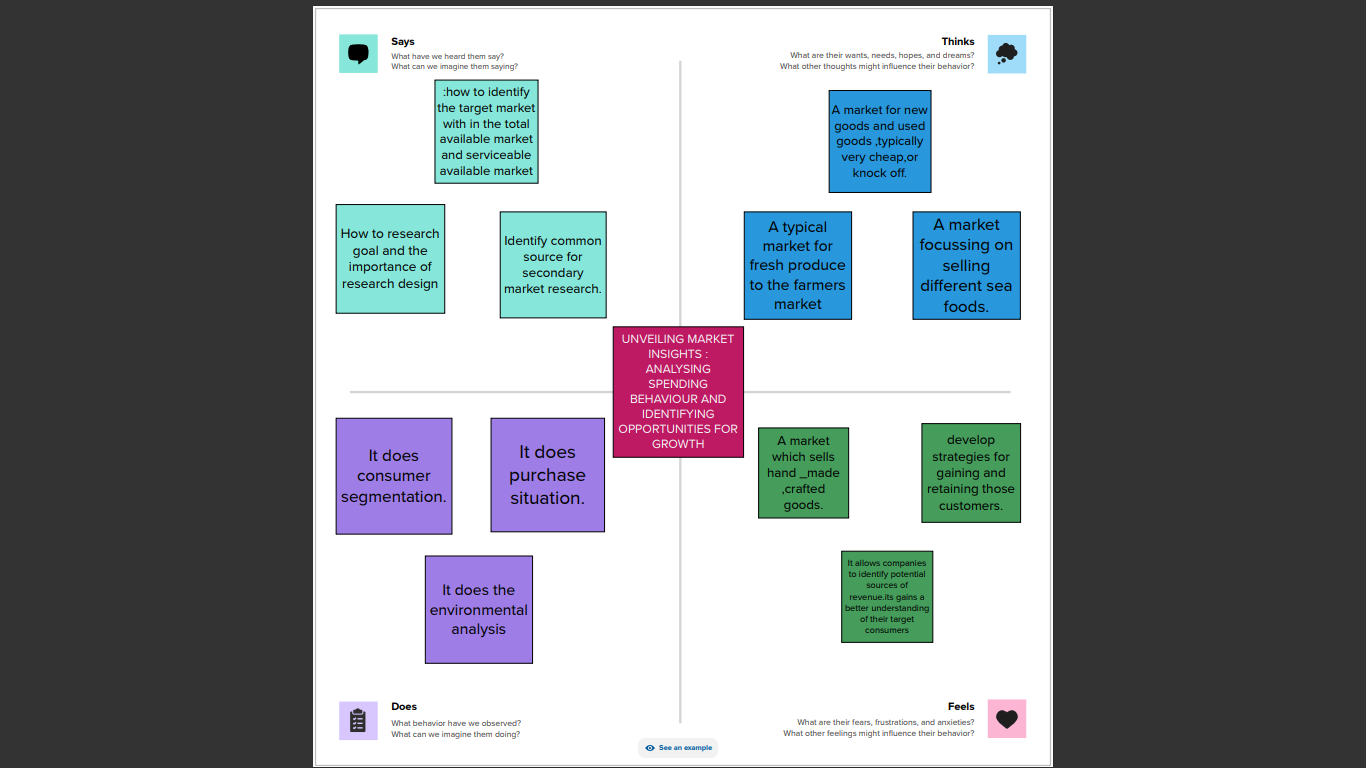 Says
What have we heard them say?
What can we imagine them saying?
Thinks
What are their wants, needs, hopes, and dreams?
What other thoughts might influence their behavior?
:how to identify
the target market
with in the total
available market
and serviceable
available market
How to research
goal and the
importance of
research design
Identify common
source for
secondary
market research.
A market for new
goods and used
goods ,typically
very cheap,or
knock off.
A typical
market for
fresh produce
to the farmers
market
A market
focussing on
selling
different sea
foods.
UNVEILING MARKET
INSIGHTS :
ANALYSING
SPENDING
BEHAVIOUR AND
IDENTIFYING
OPPORTUNITIES FOR
GROWTH
It does
consumer
segmentation.
It does
purchase
situation.
It does the
environmental
analysis
A market
which sells
hand _made
,crafted
goods.
develop
strategies for
gaining and
retaining those
customers.
It allows companies
to identify potential
sources of
revenue.its gains a
better understanding
of their target
consumers
Does
What behavior have we observed?
What can we imagine them doing?
Feels
What are their fears, frustrations, and anxieties?
What other feelings might influence their behavior?
See an example